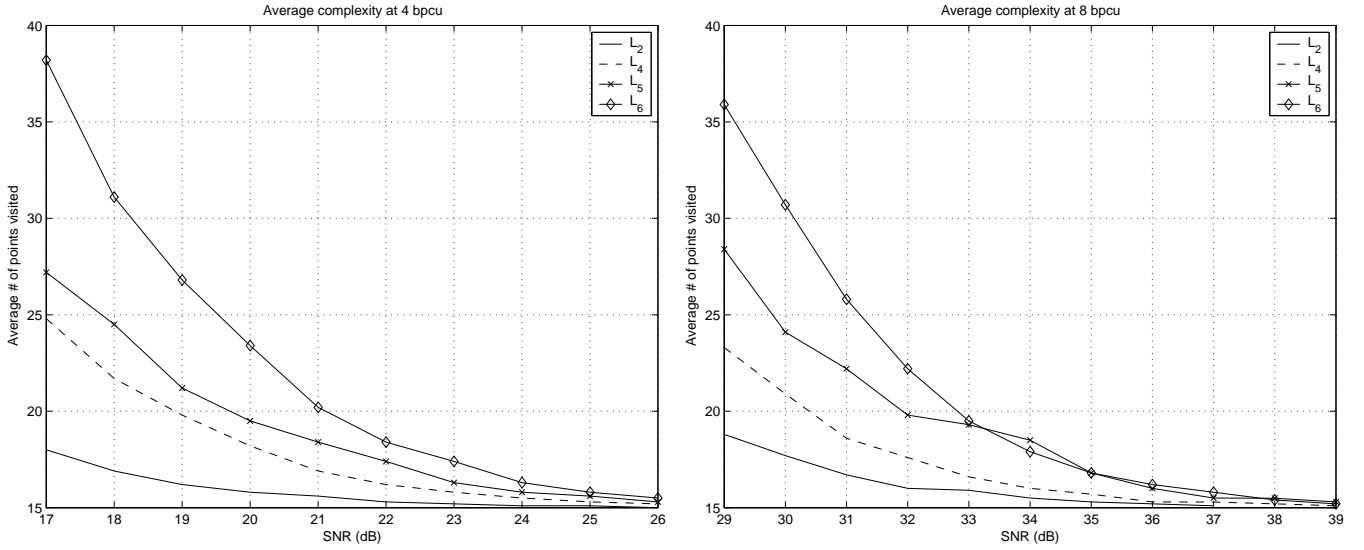 Average complexity at 4 bpcu
40
35
30
25
20
15
17 18 19 20 21 22 23 24 25 26
SNR (dB)
Average # of points visited
L2
L4
L5
L6
Average complexity at 8 bpcu
40
35
30
25
20
15
29 30 31 32 33 34 35 36 37 38 39
SNR (dB)
Average # of points visited
L2
L4
L5
L6